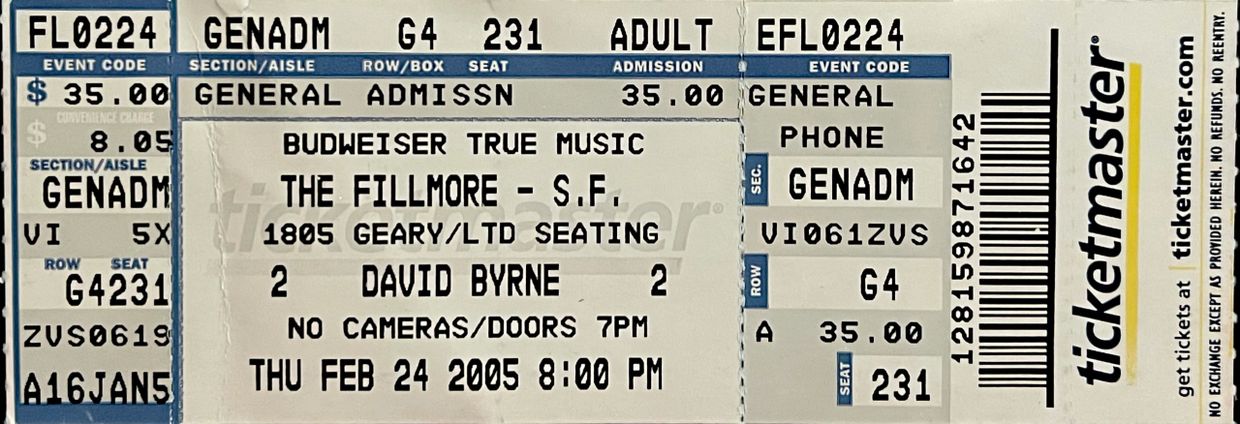 FL0224
EVENT CODE
$ 35.00
CONVENIENCE CHARGE
$ 8.05
SECTION/AISLE
GENADM
VI 5X
ROW SEAT
G4231
ZVS0619
A16JAN5
GENADM G4 231 ADULT
SECTION/AISLE ROW/BOX SEAT ADMISSION
GENERAL ADMISSN 35.00
BUDWEISER TRUE MUSIC
THE FILLMORE - S.F.
1805 GEARY/LTD SEATING
2 DAVID BYRNE 2
NO CAMERAS/DOORS 7PM
THU FEB 24 2005 8:00 PM
ticketmaster®
EFL0224
EVENT CODE
GENERAL
PHONE
SEC. GENADM
VI061ZVS
ROW G4
A 35.00
SEAT 231
128159871642
ticketmaster®
get tickets at ticketmaster.com
NO EXCHANGE EXCEPT AS PROVIDED HEREIN. NO REFUNDS. NO REENTRY.